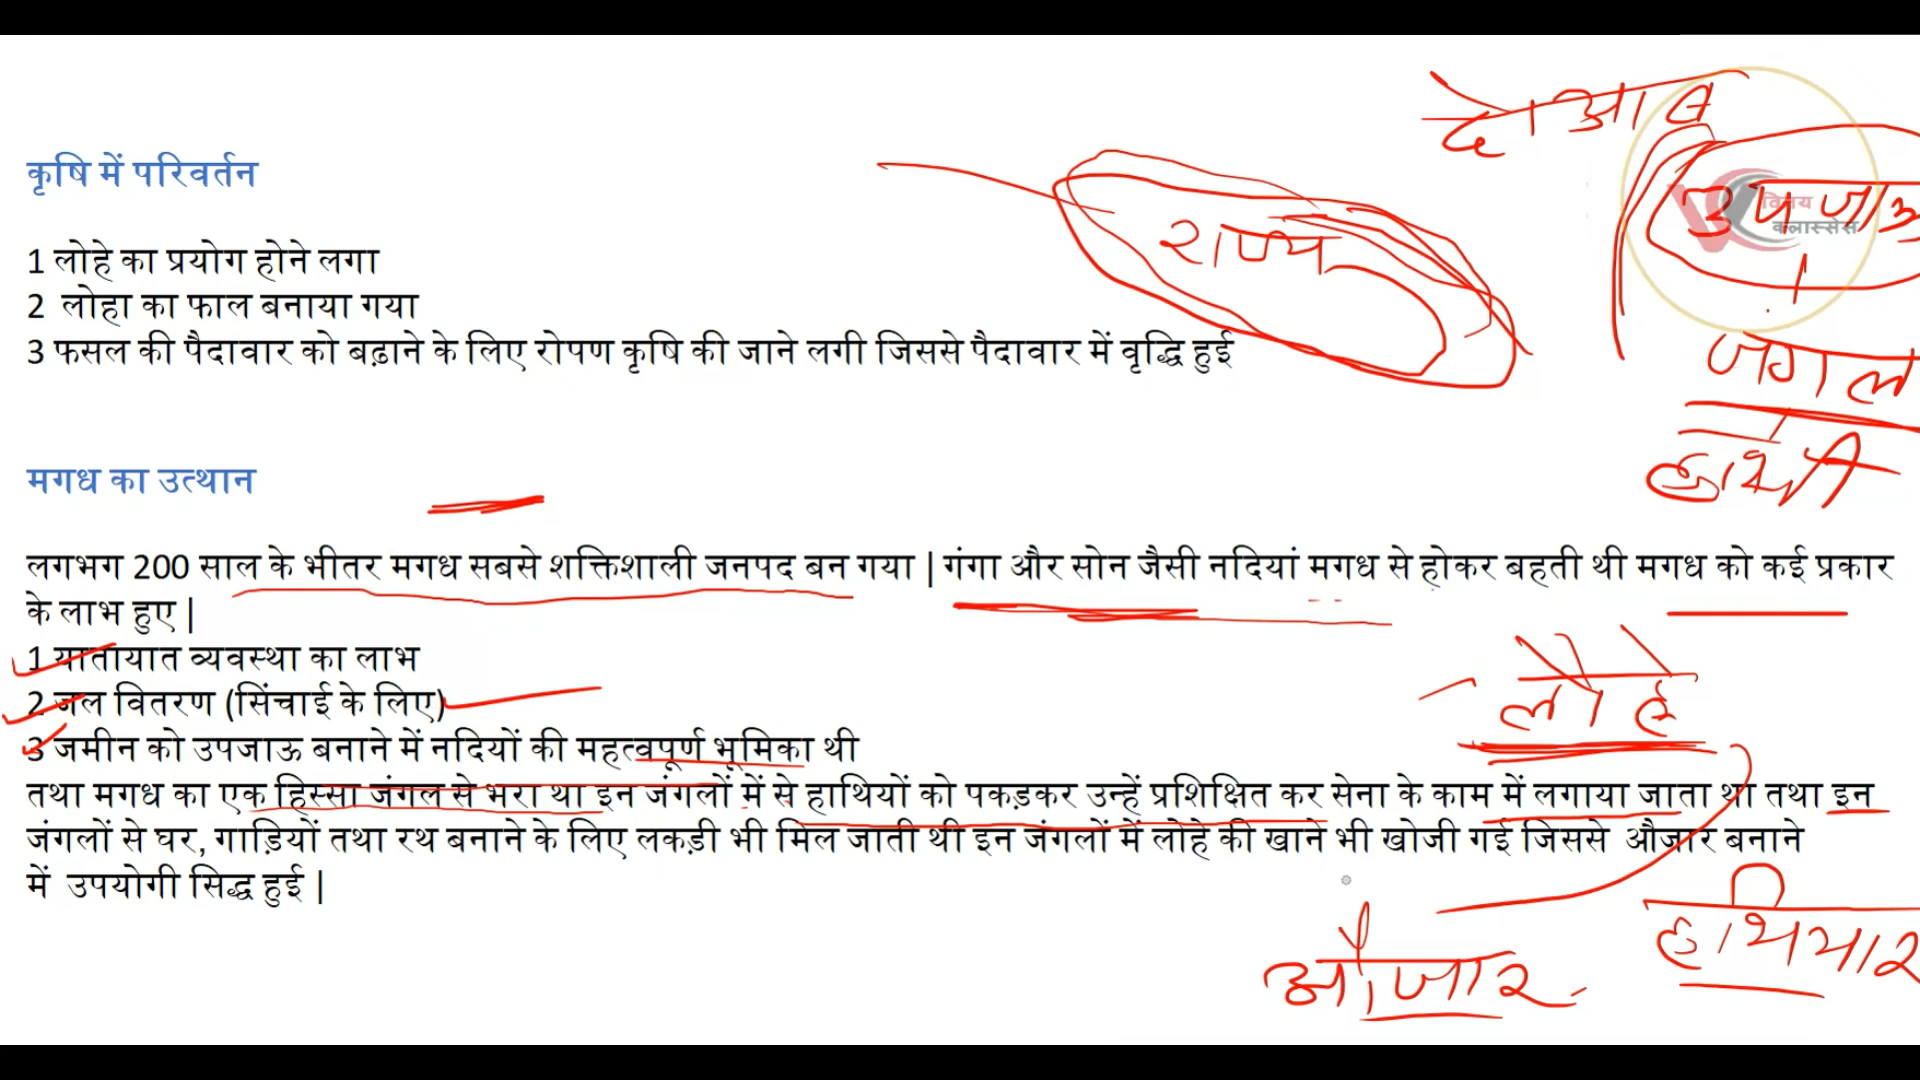 दोआब
कृषि में परिवर्तन
उपजाऊ
विनय
क्लास्सेस
राज्य
1 लोहे का प्रयोग होने लगा
2 लोहा का फाल बनाया गया
3 फसल की पैदावार को बढ़ाने के लिए रोपण कृषि की जाने लगी जिससे पैदावार में वृद्धि हुई
जंगल
हाथी
मगध का उत्थान
लगभग 200 साल के भीतर मगध सबसे शक्तिशाली जनपद बन गया | गंगा और सोन जैसी नदियां मगध से होकर बहती थी मगध को कई प्रकार
के लाभ हुए |
1 यातायात व्यवस्था का लाभ
2 जल वितरण (सिंचाई के लिए)
लौहे
3 जमीन को उपजाऊ बनाने में नदियों की महत्वपूर्ण भूमिका थी
तथा मगध का एक हिस्सा जंगल से भरा था इन जंगलों में से हाथियों को पकड़कर उन्हें प्रशिक्षित कर सेना के काम में लगाया जाता था तथा इन
जंगलों से घर, गाड़ियों तथा रथ बनाने के लिए लकड़ी भी मिल जाती थी इन जंगलों में लोहे की खाने भी खोजी गई जिससे औजार बनाने
में उपयोगी सिद्ध हुई |
औजार
हथियार